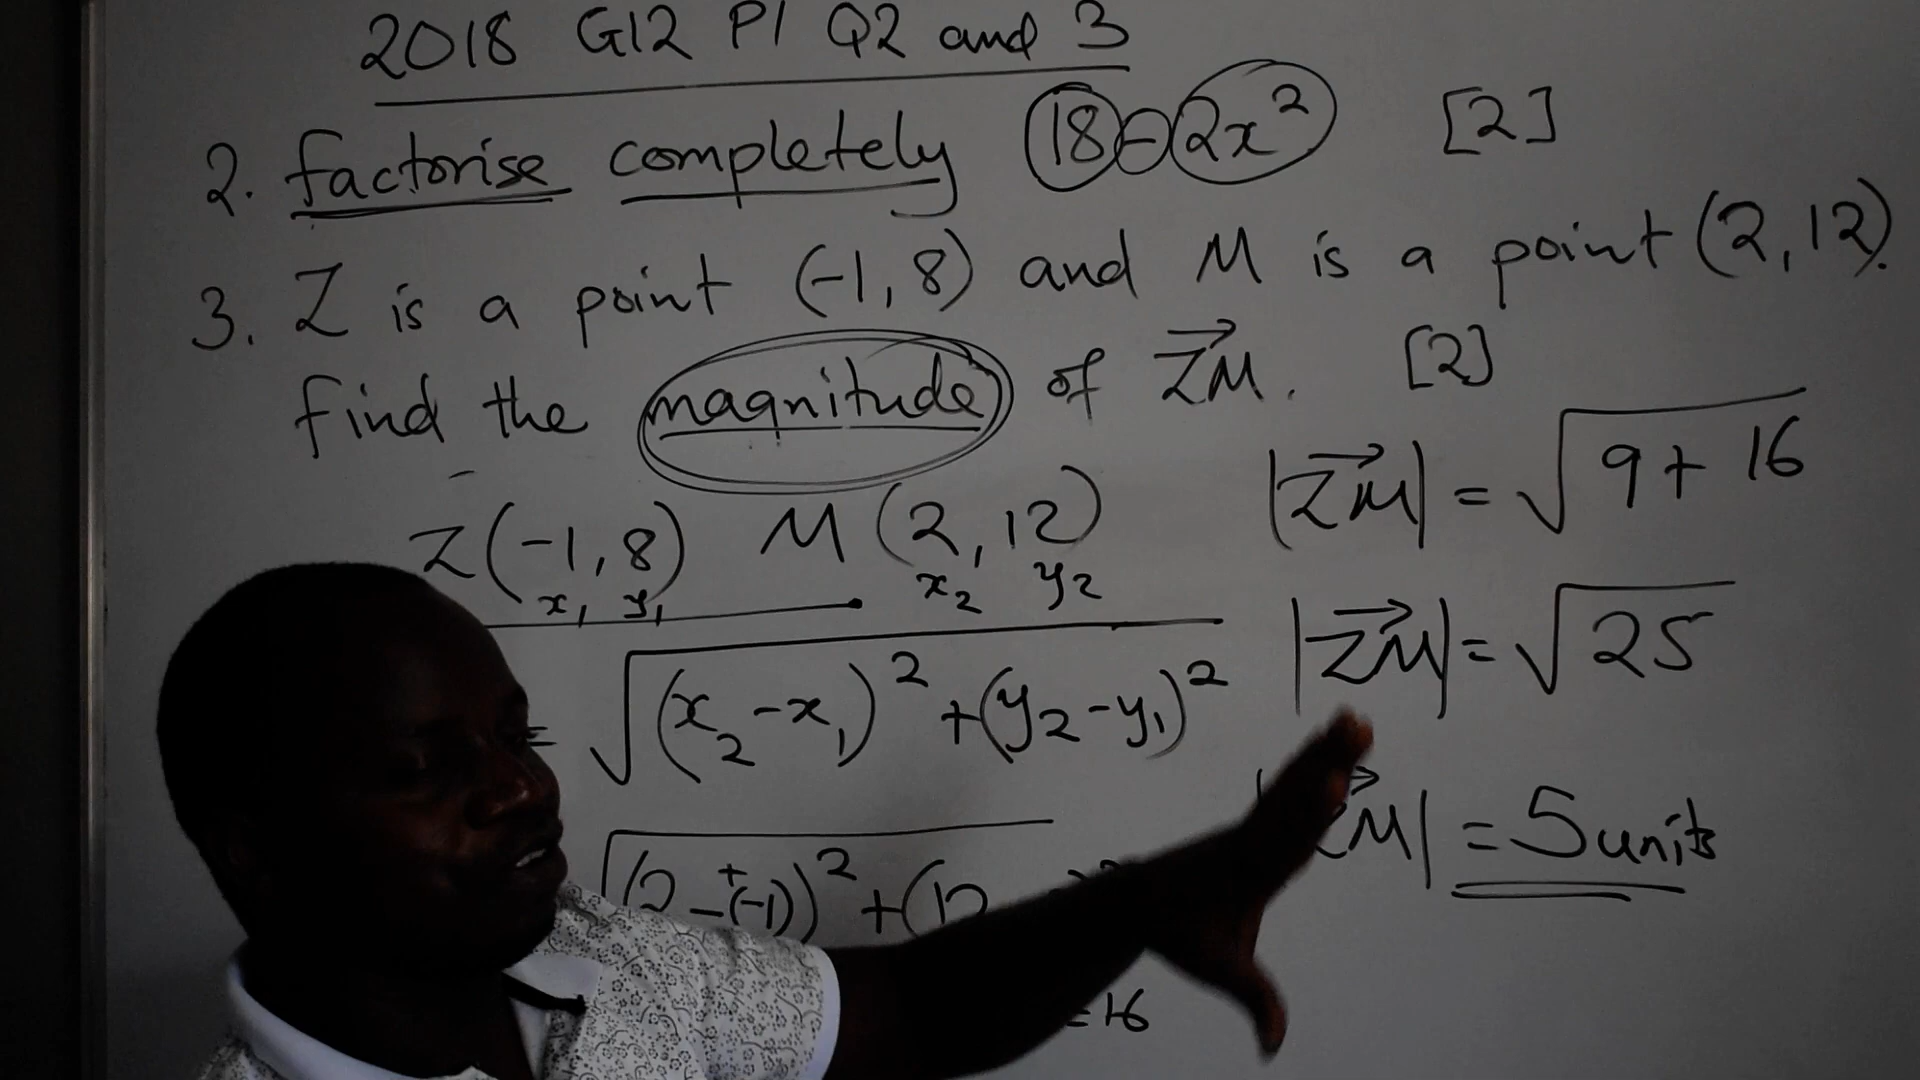 2018 G12 P1 Q2 and 3
2. factorise completely 18-2x² [2]
3. Z is a point (-1, 8) and M is a point (2, 12).
find the magnitude of ZM. [2]
Z(-1, 8) M(2, 12)
x₁ y₁ x₂ y₂
= √(x₂-x₁)²+(y₂-y₁)²
√(2-(-1))²+(12
=16
|ZM| = √9+16
|ZM| = √25
ZM| = 5units